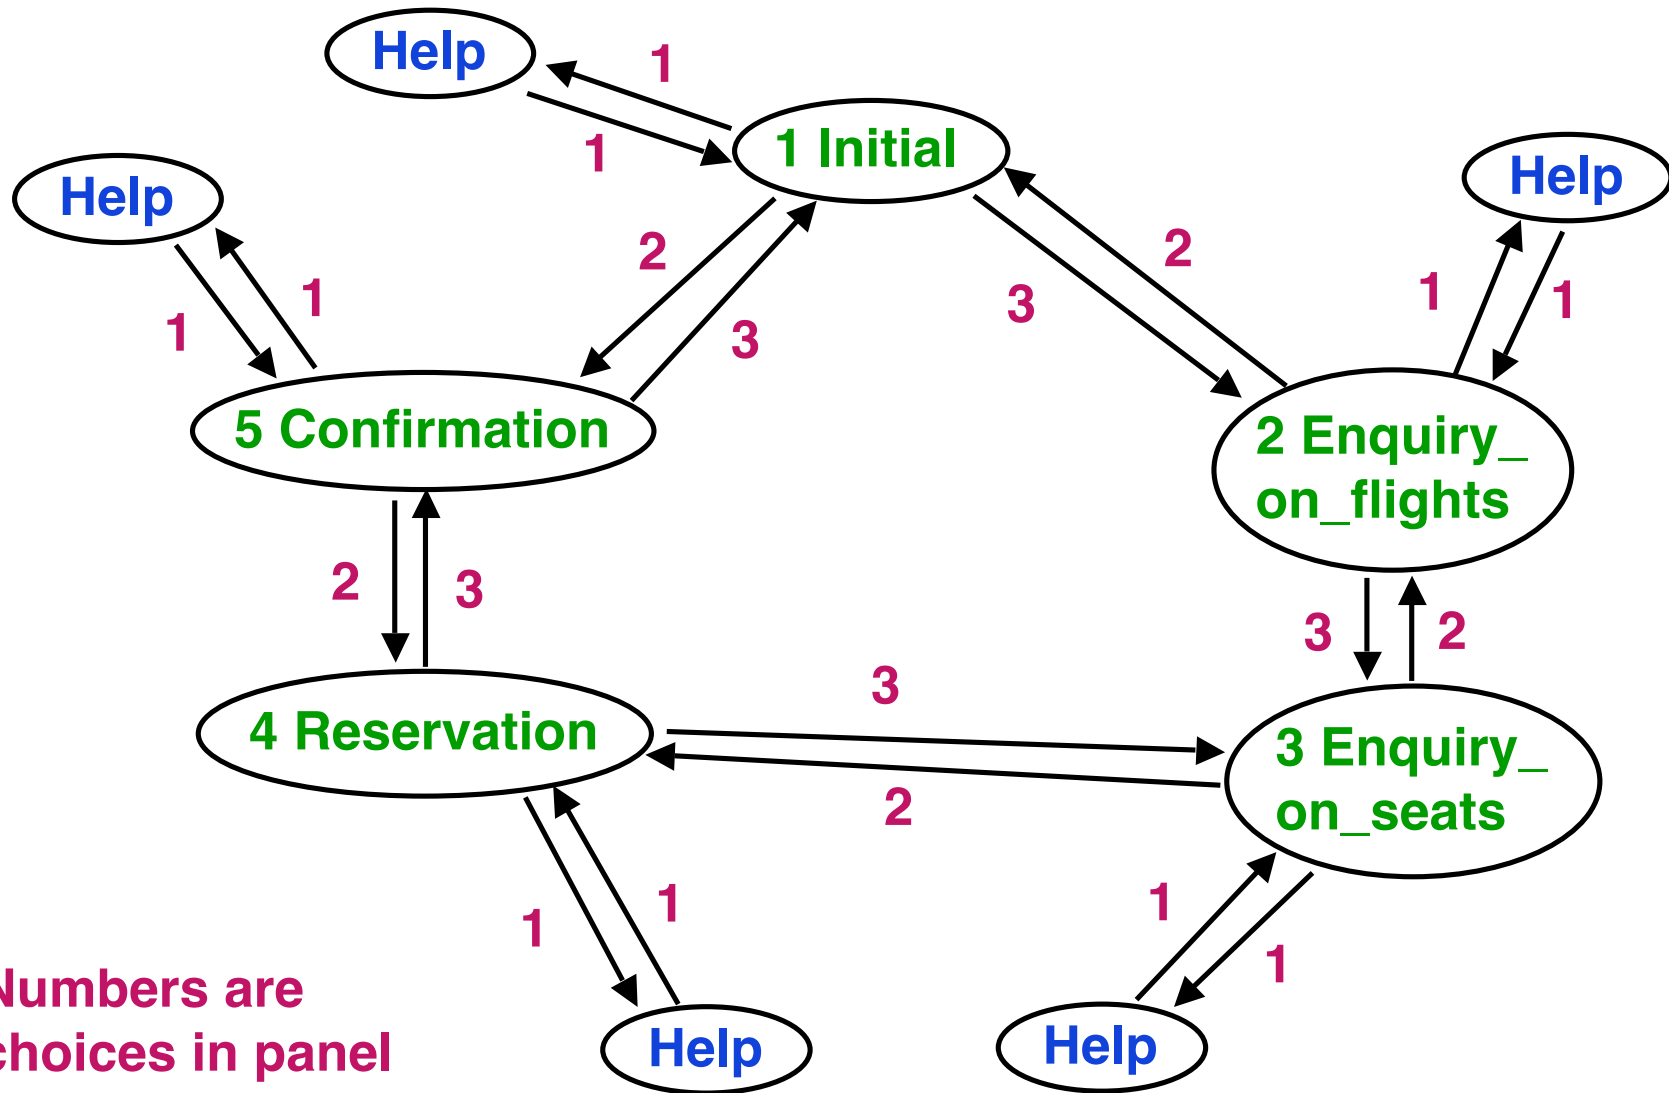 Help
1
1
1 Initial
Help
Help
2
3
2
3
1
1
1
1
5 Confirmation
2 Enquiry_
on_flights
2
3
3
2
3
4 Reservation
3 Enquiry_
on_seats
2
1
1
1
1
Numbers are
choices in panel
Help
Help